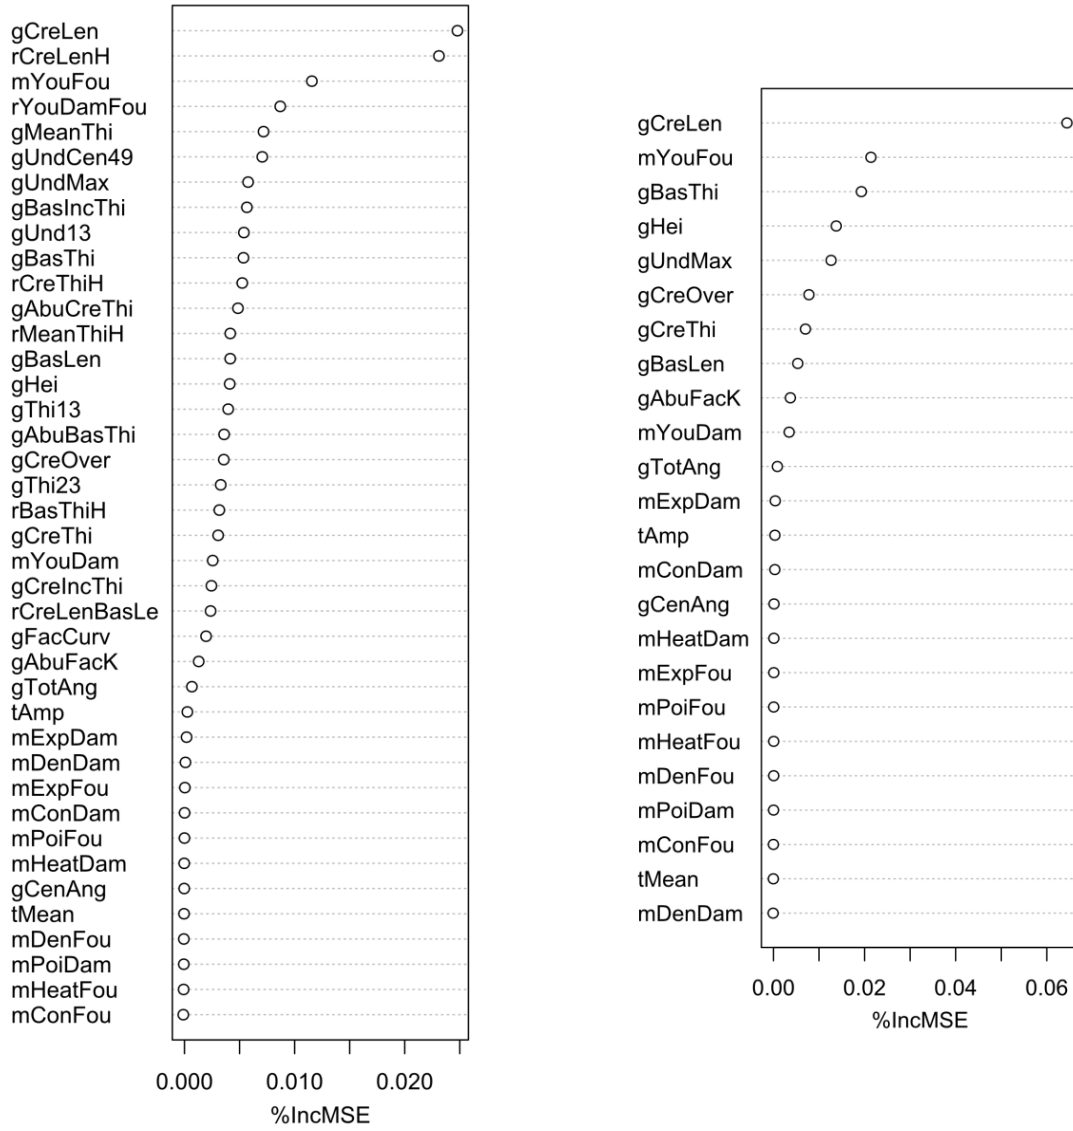 gCreLen
rCreLenH
mYouFou
rYouDamFou
gMeanThi
gUndCen49
gUndMax
gBasIncThi
gUnd13
gBasThi
rCreThiH
gAbuCreThi
rMeanThiH
gBasLen
gHei
gThi13
gAbuBasThi
gCreOver
gThi23
rBasThiH
gCreThi
mYouDam
gCreIncThi
rCreLenBasLe
gFacCurv
gAbuFacK
gTotAng
tAmp
mExpDam
mDenDam
mExpFou
mConDam
mPoiFou
mHeatDam
gCenAng
tMean
mDenFou
mPoiDam
mHeatFou
mConFou
0.000 0.010 0.020
%IncMSE
gCreLen
mYouFou
gBasThi
gHei
gUndMax
gCreOver
gCreThi
gBasLen
gAbuFacK
mYouDam
gTotAng
mExpDam
tAmp
mConDam
gCenAng
mHeatDam
mExpFou
mPoiFou
mHeatFou
mDenFou
mPoiDam
mConFou
tMean
mDenDam
0.00 0.02 0.04 0.06
%IncMSE